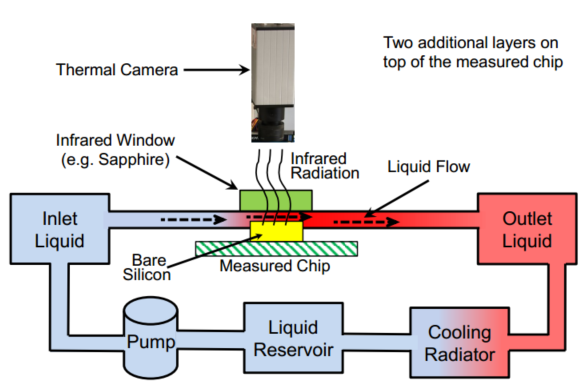 Two additional layers on
top of the measured chip
Thermal Camera
Infrared Window
(e.g. Sapphire)
Infrared
Radiation
Liquid Flow
Inlet
Liquid
Outlet
Liquid
Bare
Silicon
Measured Chip
Pump
Liquid
Reservoir
Cooling
Radiator